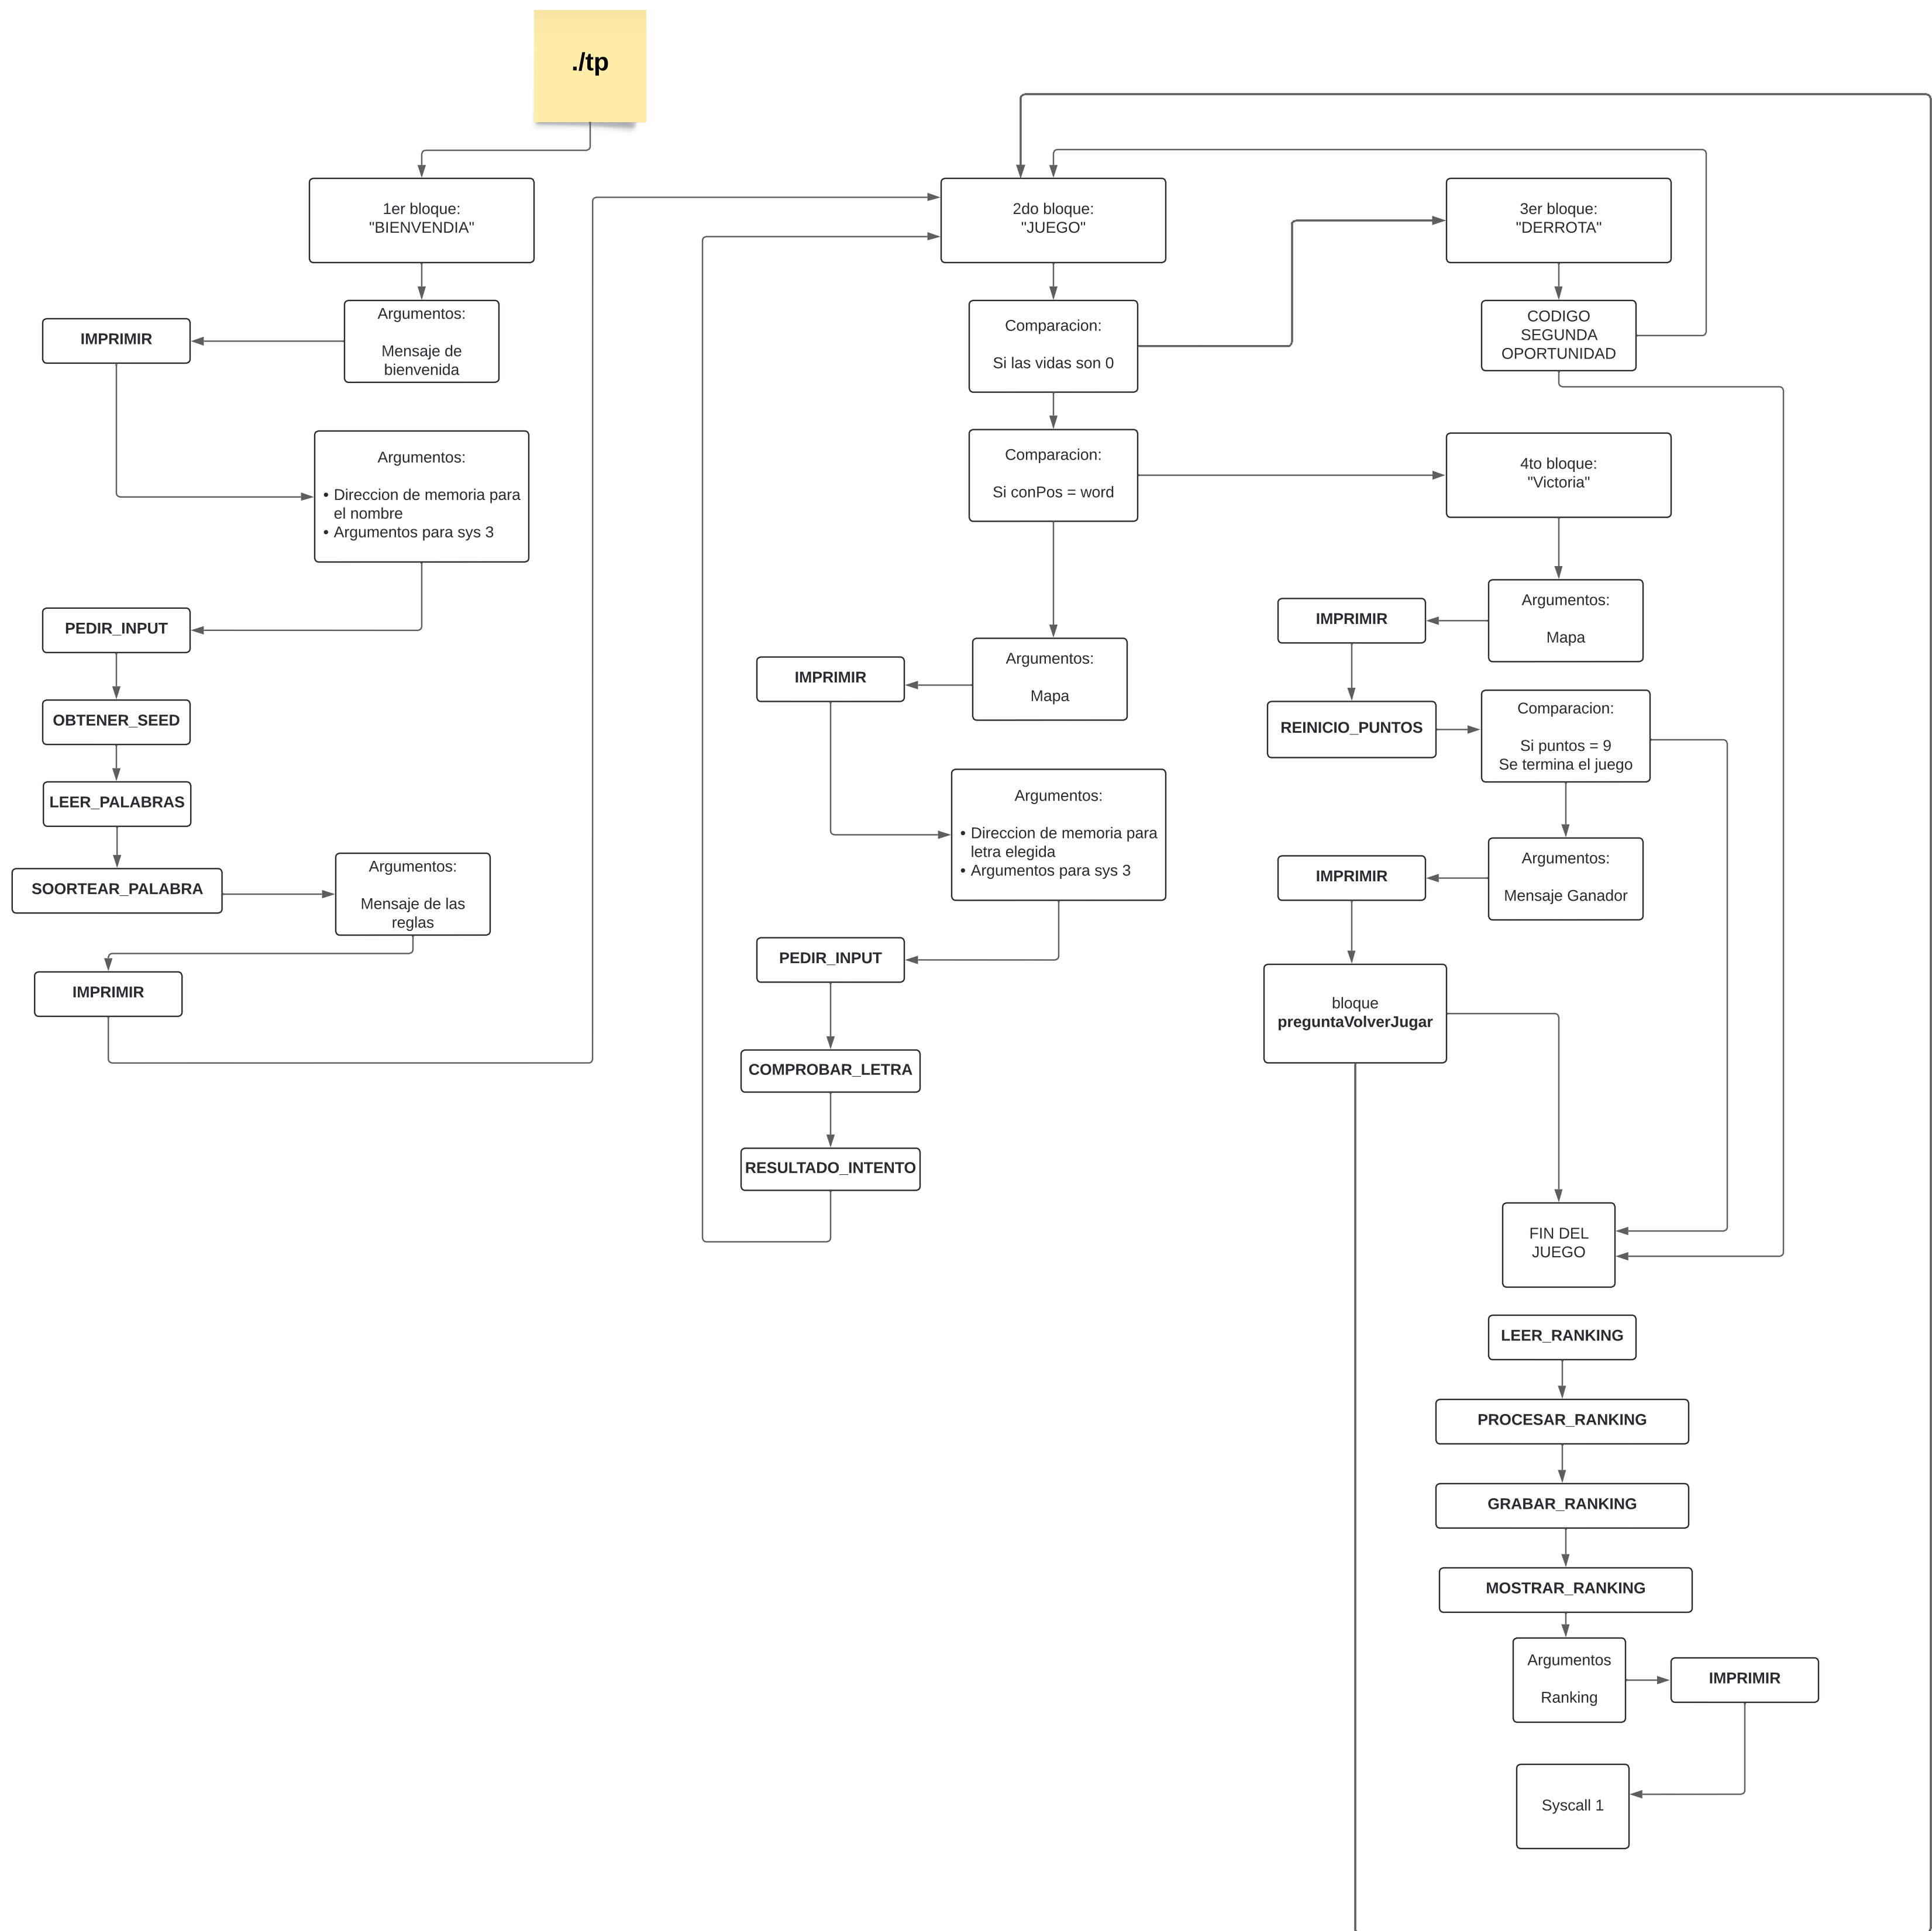 ./tp
1er bloque:
"BIENVENDIA"
Argumentos:
Mensaje de
bienvenida
IMPRIMIR
Argumentos:
• Direccion de memoria para
el nombre
• Argumentos para sys 3
PEDIR_INPUT
OBTENER_SEED
LEER_PALABRAS
SOORTEAR_PALABRA
Argumentos:
Mensaje de las
reglas
IMPRIMIR
2do bloque:
"JUEGO"
Comparacion:
Si las vidas son 0
Comparacion:
Si conPos = word
Argumentos:
Mapa
IMPRIMIR
Argumentos:
• Direccion de memoria para
letra elegida
• Argumentos para sys 3
PEDIR_INPUT
COMPROBAR_LETRA
RESULTADO_INTENTO
3er bloque:
"DERROTA"
CODIGO
SEGUNDA
OPORTUNIDAD
4to bloque:
"Victoria"
Argumentos:
Mapa
IMPRIMIR
REINICIO_PUNTOS
Comparacion:
Si puntos = 9
Se termina el juego
Argumentos:
Mensaje Ganador
IMPRIMIR
bloque
preguntaVolverJugar
FIN DEL
JUEGO
LEER_RANKING
PROCESAR_RANKING
GRABAR_RANKING
MOSTRAR_RANKING
Argumentos
Ranking
IMPRIMIR
Syscall 1